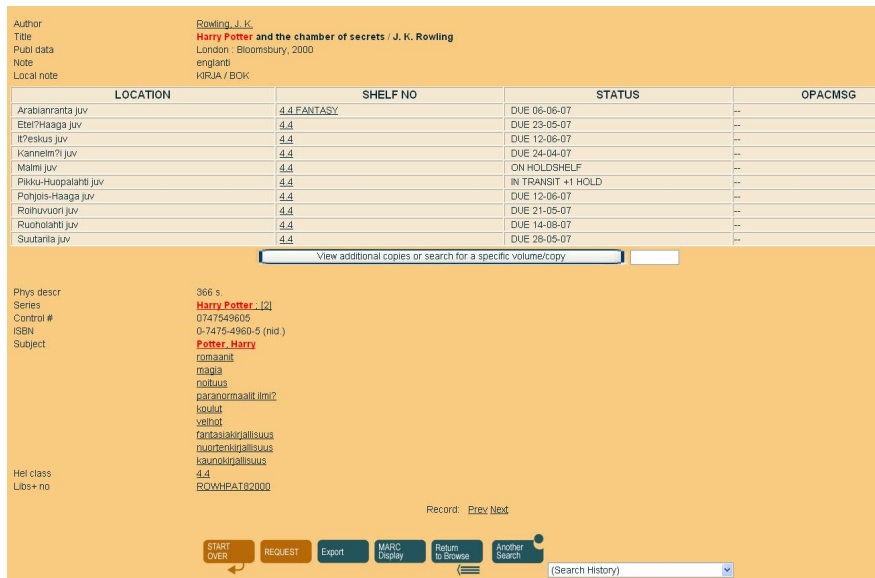 Author Rowling, J. K.
Title Harry Potter and the chamber of secrets / J. K. Rowling
Publ data London : Bloomsbury, 2000
Note englanti
Local note KIRJA / BOK
LOCATION SHELF NO STATUS OPACMSG
Arabianranta juv 4.4 FANTASY DUE 06-06-07 --
Etel?Haaga juv 4.4 DUE 23-05-07 --
It?eskus juv 4.4 DUE 12-06-07 --
Kannelm?i juv 4.4 DUE 24-04-07 --
Malmi juv 4.4 ON HOLDSHELF --
Pikku-Huopalahti juv 4.4 IN TRANSIT +1 HOLD --
Pohjois-Haaga juv 4.4 DUE 12-06-07 --
Roihuvuori juv 4.4 DUE 21-05-07 --
Ruoholahti juv 4.4 DUE 14-08-07 --
Suutarila juv 4.4 DUE 28-05-07 --
View additional copies or search for a specific volume/copy
Phys descr 366 s.
Series Harry Potter ; [2]
Control # 0747549605
ISBN 0-7475-4960-5 (nid.)
Subject Potter, Harry
romaanit
magia
noituus
paranormaalit ilmi?
koulut
velhot
fantasiakirjallisuus
nuortenkirjallisuus
kaunokirjallisuus
Hel class 4.4
Libs+ no ROWHPAT82000
Record: Prev Next
START OVER REQUEST Export MARC Display Return to Browse Another Search
(Search History)